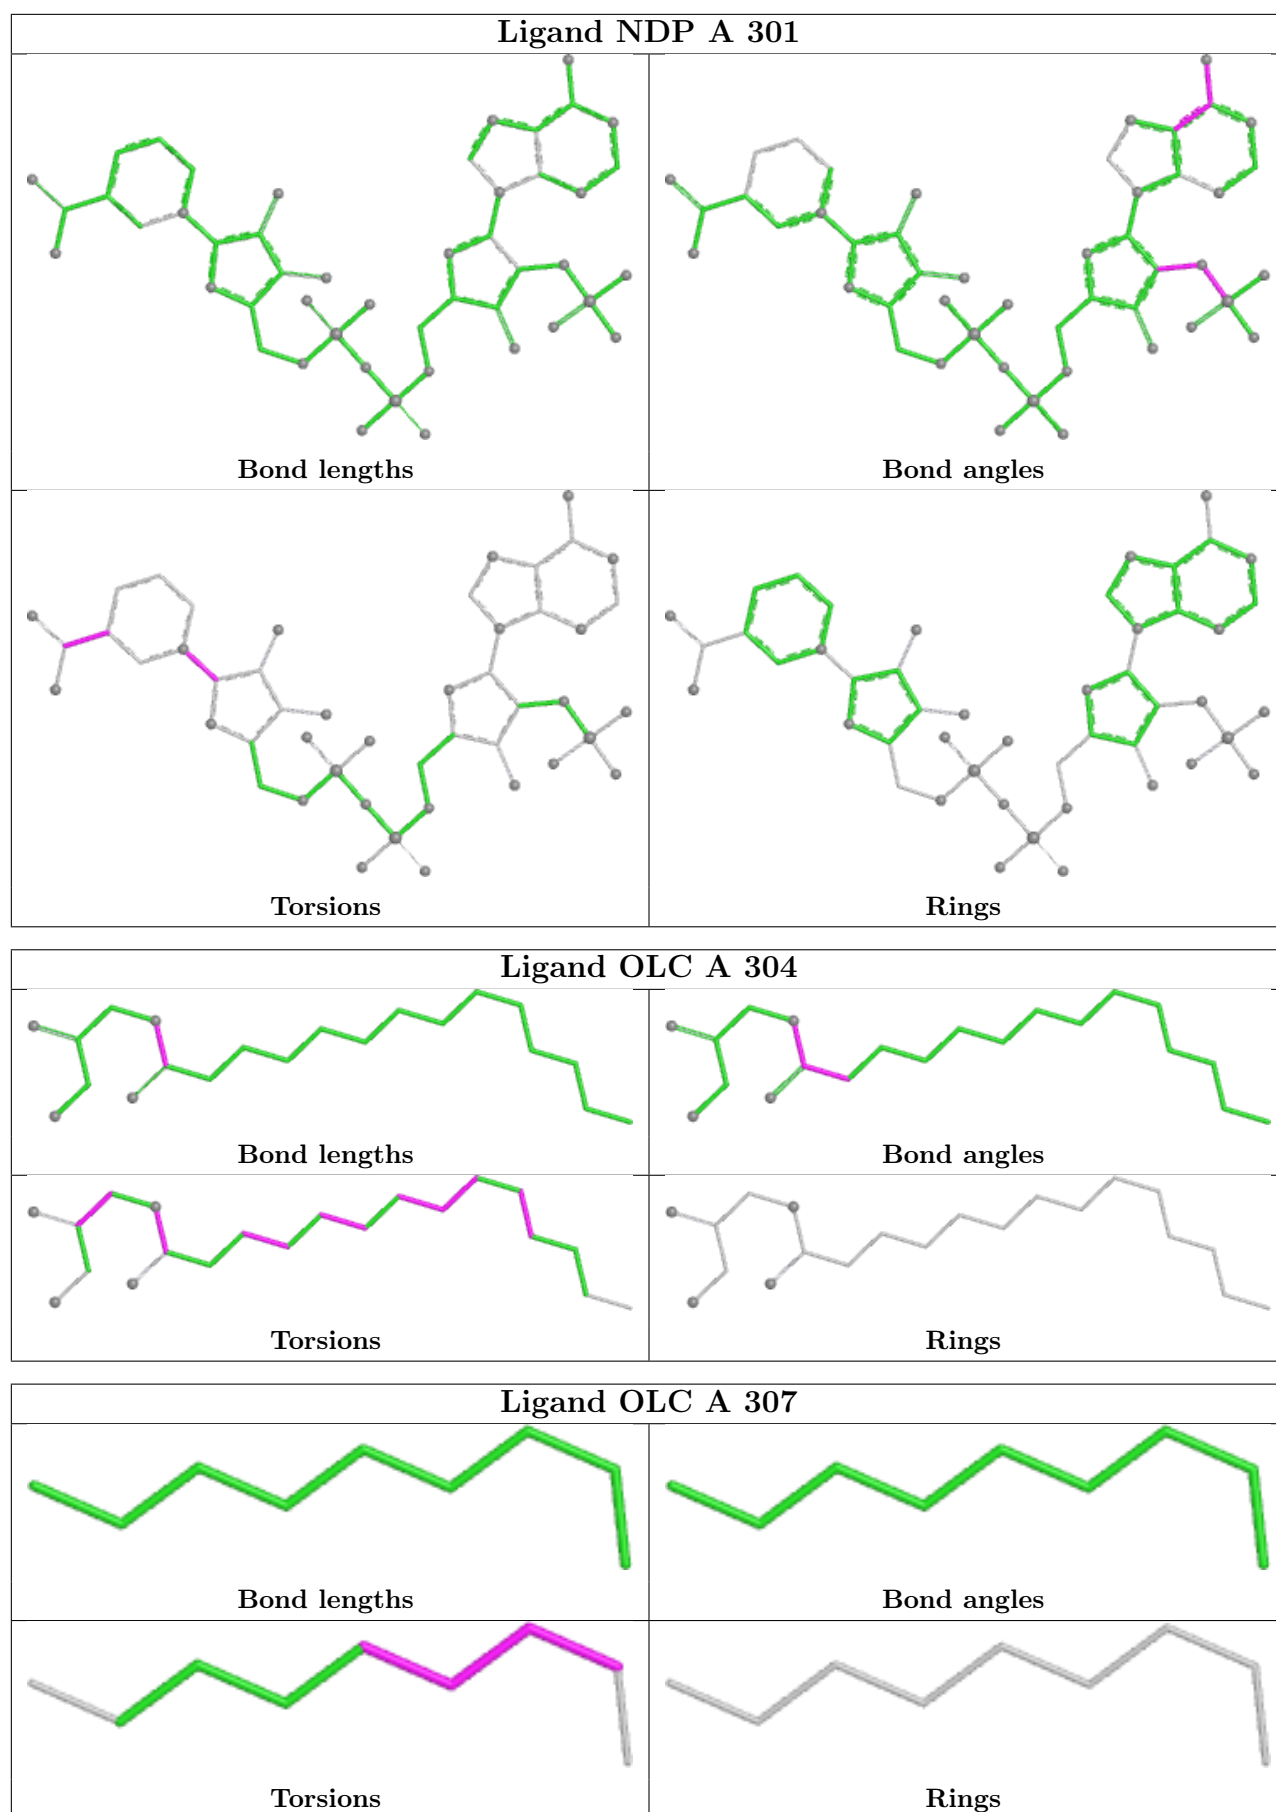 Ligand NDP A 301
Bond lengths
Bond angles
Torsions
Rings
Ligand OLC A 304
Bond lengths
Bond angles
Torsions
Rings
Ligand OLC A 307
Bond lengths
Bond angles
Torsions
Rings